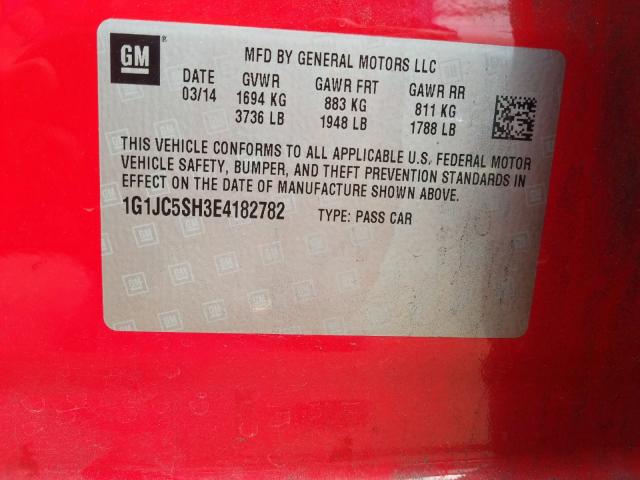 GM
MFD BY GENERAL MOTORS LLC
DATE GVWR GAWR FRT GAWR RR
03/14 1694 KG 883 KG 811 KG
3736 LB 1948 LB 1788 LB
THIS VEHICLE CONFORMS TO ALL APPLICABLE U.S. FEDERAL MOTOR
VEHICLE SAFETY, BUMPER, AND THEFT PREVENTION STANDARDS IN
EFFECT ON THE DATE OF MANUFACTURE SHOWN ABOVE.
1G1JC5SH3E4182782 TYPE: PASS CAR